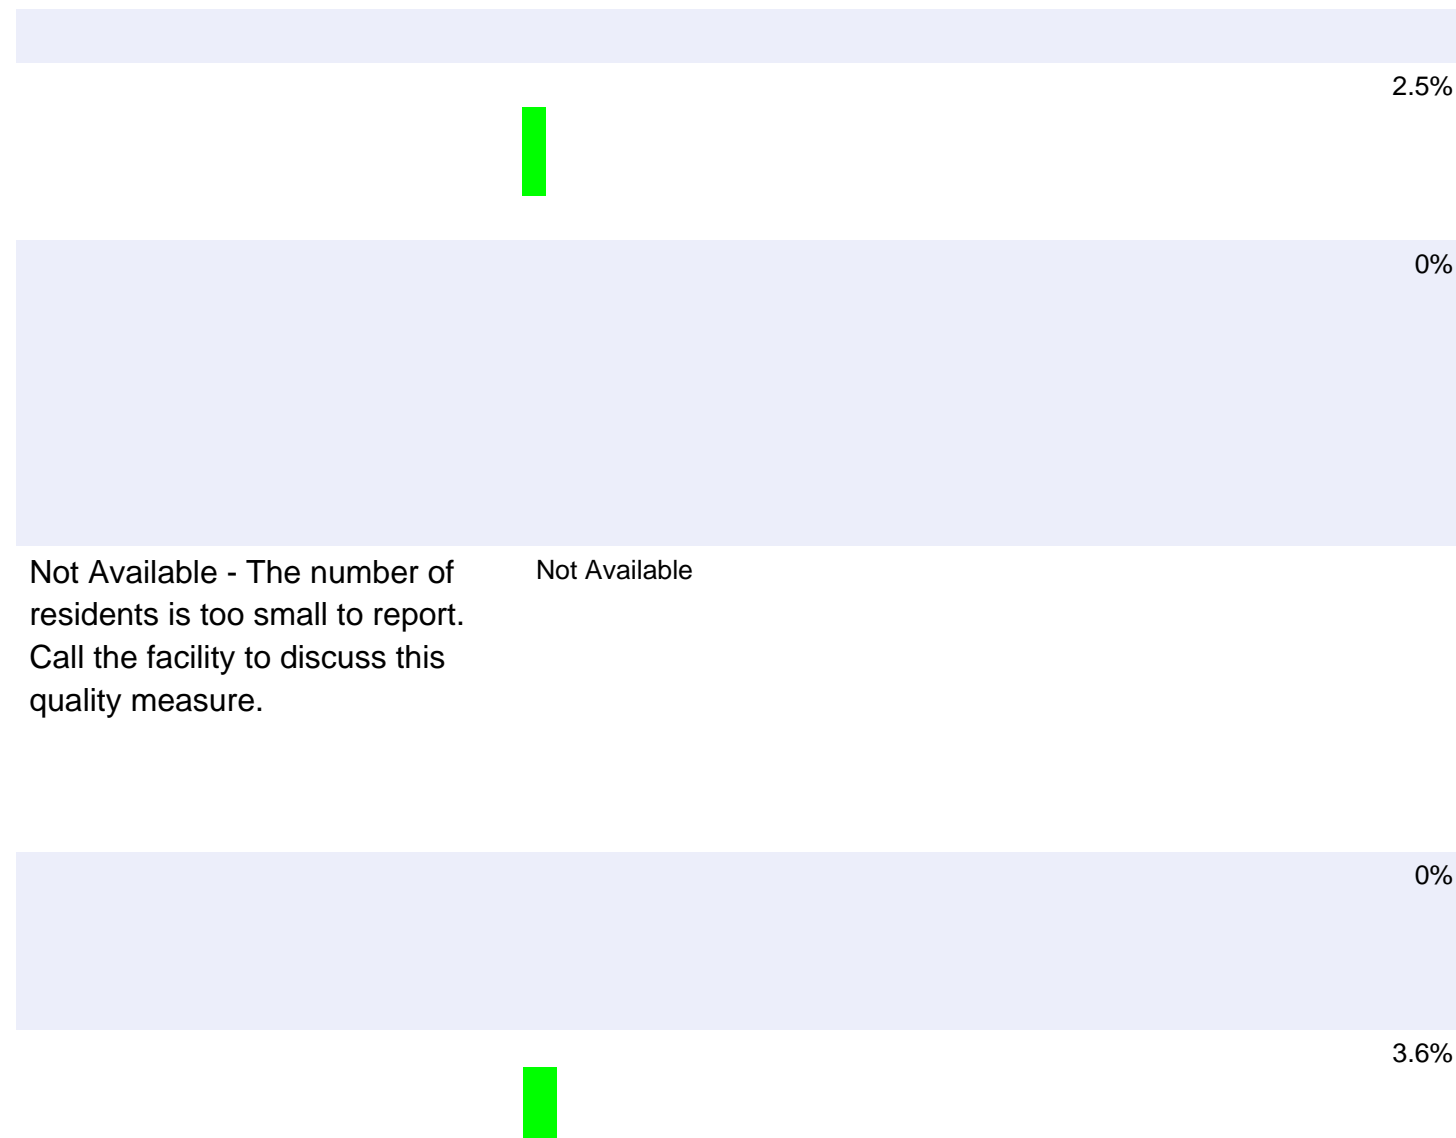 2.5%
0%
Not Available - The number of
residents is too small to report.
Call the facility to discuss this
quality measure.
Not Available
0%
3.6%